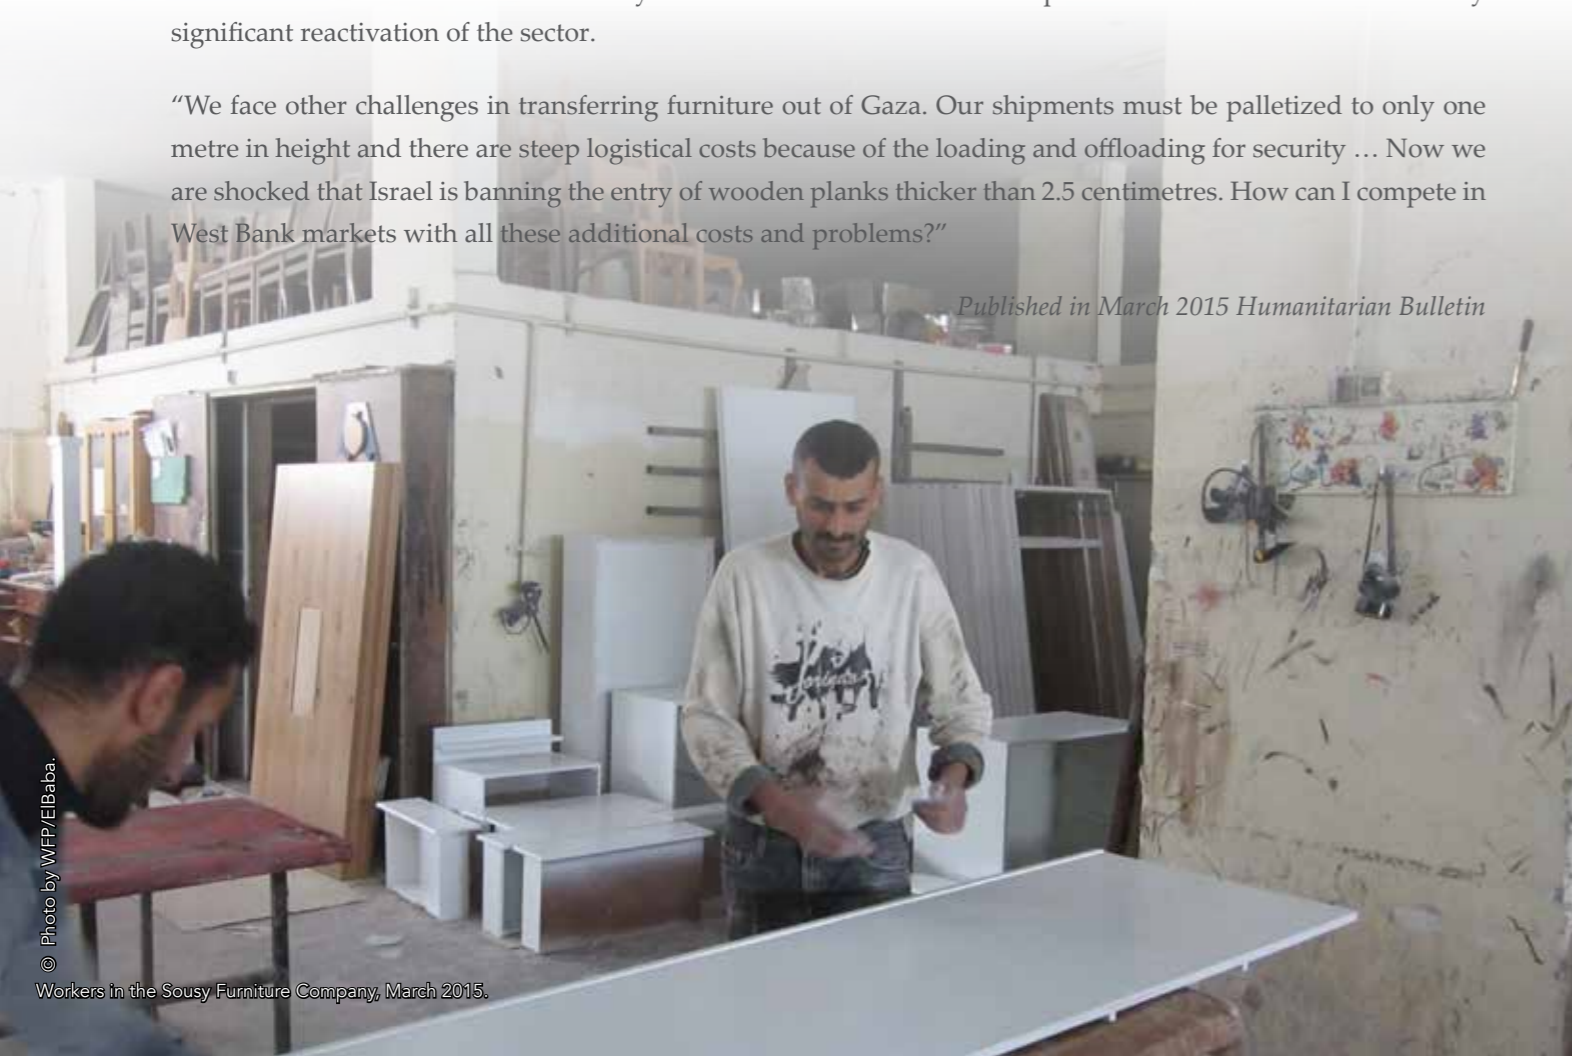 significant reactivation of the sector.
“We face other challenges in transferring furniture out of Gaza. Our shipments must be palletized to only one
metre in height and there are steep logistical costs because of the loading and offloading for security … Now we
are shocked that Israel is banning the entry of wooden planks thicker than 2.5 centimetres. How can I compete in
West Bank markets with all these additional costs and problems?”
Published in March 2015 Humanitarian Bulletin
© Photo by WFP/ElBaba.
Workers in the Sousy Furniture Company, March 2015.